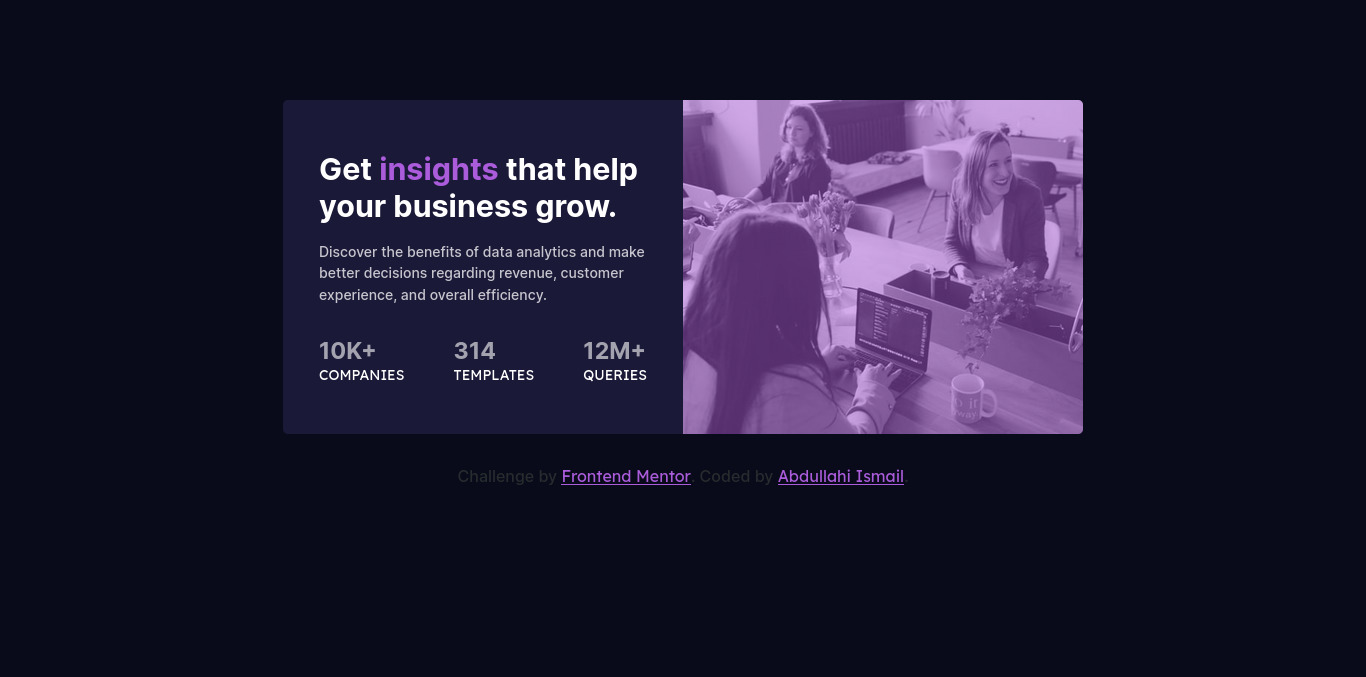 Get insights that help
your business grow.
Discover the benefits of data analytics and make
better decisions regarding revenue, customer
experience, and overall efficiency.
10K+ 314 12M+
COMPANIES TEMPLATES QUERIES
Challenge by Frontend Mentor. Coded by Abdullahi Ismail.